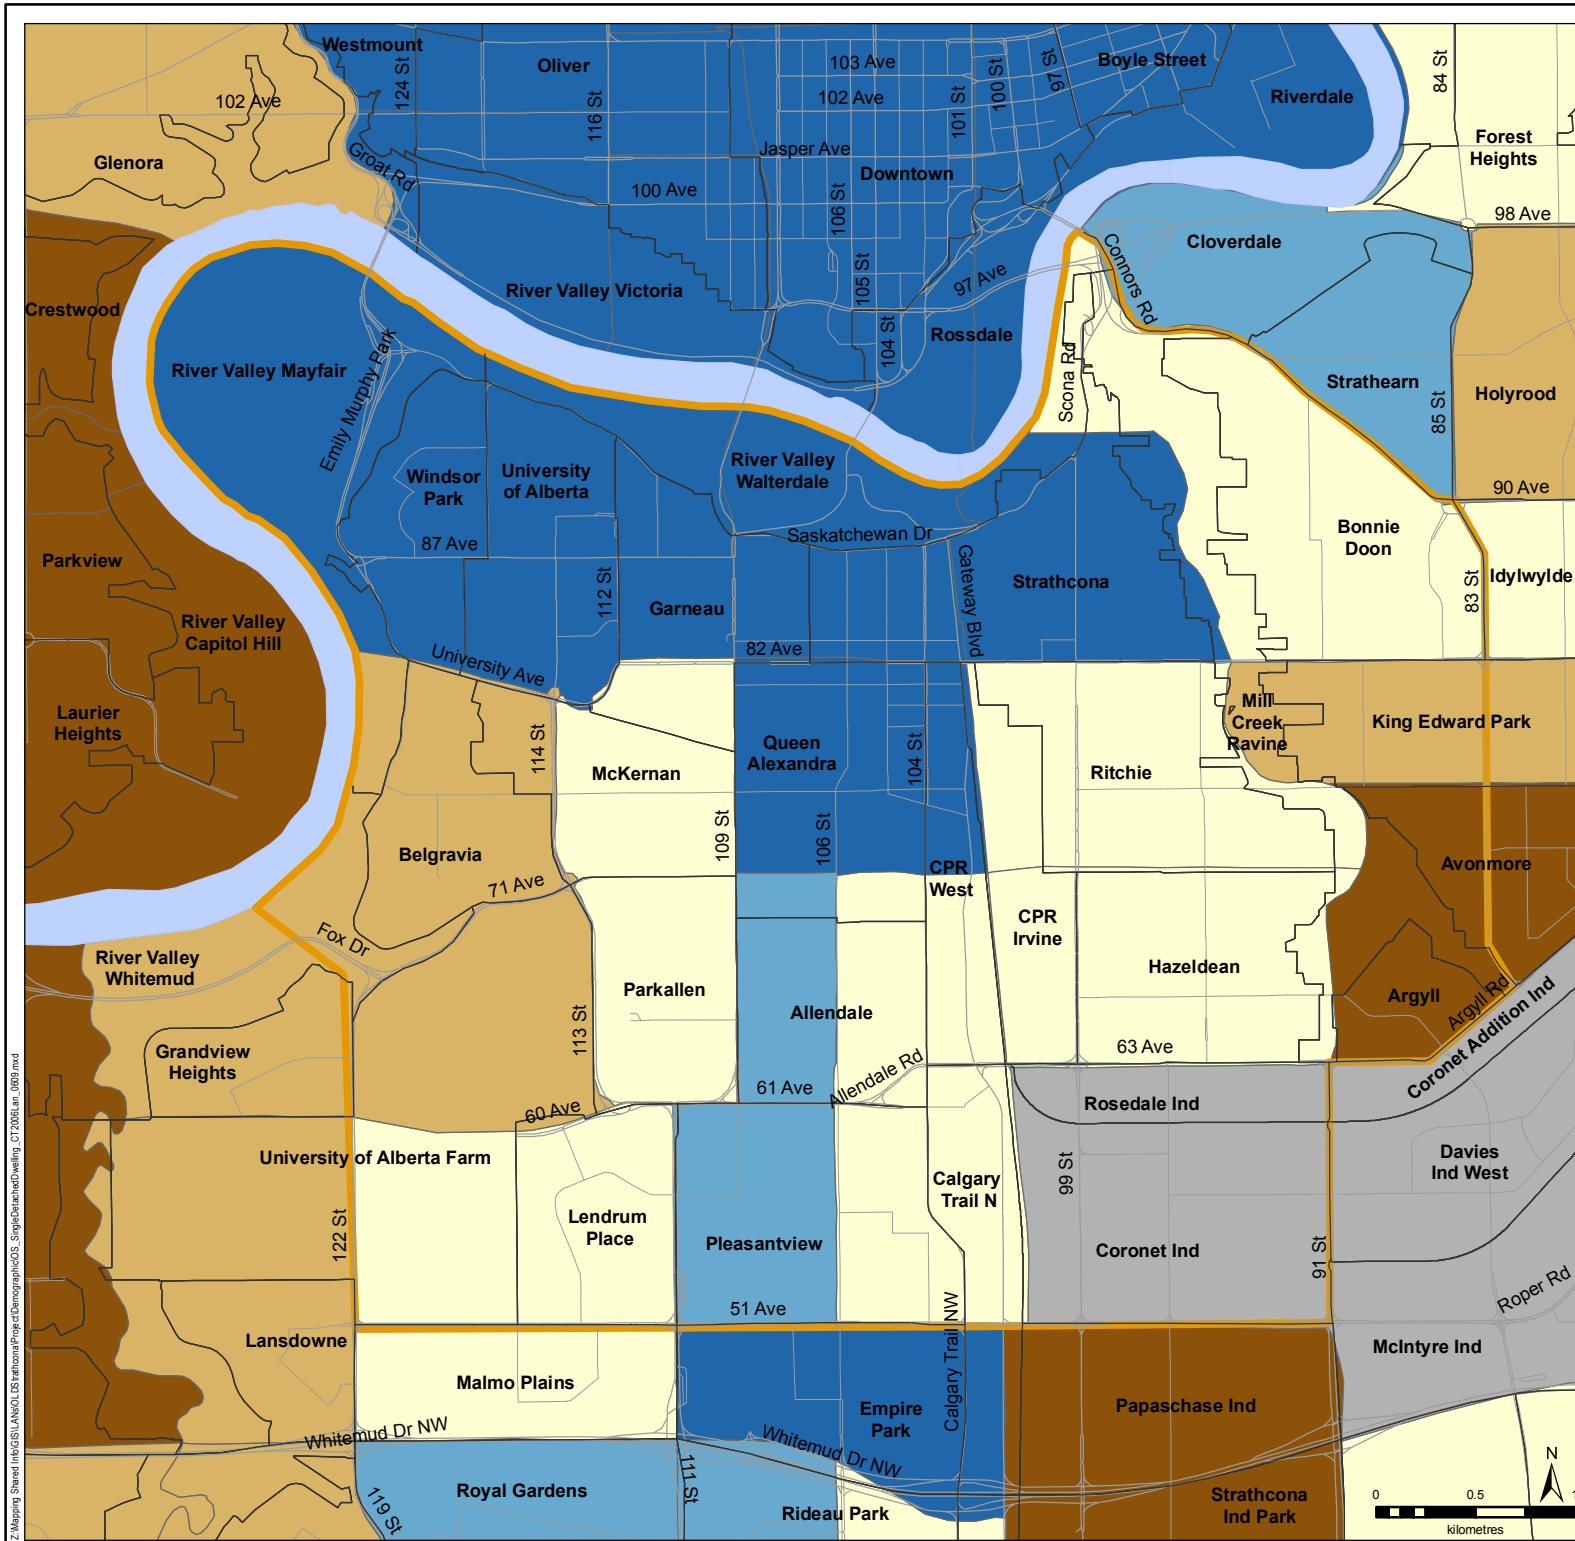 Westmount
Oliver
103 Ave
Boyle Street
124 St
102 Ave
102 Ave
116 St
101 St
100 St
97 St
Riverdale
84 St
Forest
Heights
Glenora
Groat Rd
Jasper Ave
100 Ave
Downtown
106 St
98 Ave
Cloverdale
Connors Rd
Crestwood
River Valley Victoria
105 St
97 Ave
104 St
Rossdale
River Valley Mayfair
Emily Murphy Park
Scona Rd
Strathearn
85 St
Holyrood
Windsor
Park
University
of Alberta
River Valley
Walterdale
90 Ave
87 Ave
Saskatchewan Dr
Bonnie
Doon
Parkview
112 St
Garneau
Gateway Blvd
Strathcona
83 St
Idylwylde
River Valley
Capitol Hill
University Ave
82 Ave
Laurier
Heights
114 St
McKernan
Queen
Alexandra
104 St
Ritchie
Mill
Creek
Ravine
King Edward Park
Belgravia
109 St
106 St
71 Ave
CPR
West
Avonmore
Fox Dr
CPR
Irvine
River Valley
Whitemud
Parkallen
Allendale
Hazeldean
Argyll
Argyll Rd
Coronet Addition Ind
Grandview
Heights
113 St
63 Ave
61 Ave
Allendale Rd
60 Ave
Rosedale Ind
University of Alberta Farm
Calgary
Trail N
99 St
Davies
Ind West
122 St
Lendrum
Place
Pleasantview
Coronet Ind
91 St
51 Ave
Roper Rd
Lansdowne
Calgary Trail NW
McIntyre Ind
Malmo Plains
Empire
Park
Papaschase Ind
Whitemud Dr NW
Whitemud Dr NW
119 St
Royal Gardens
111 St
Rideau Park
Strathcona
Ind Park
N
0
0.5
1
kilometres